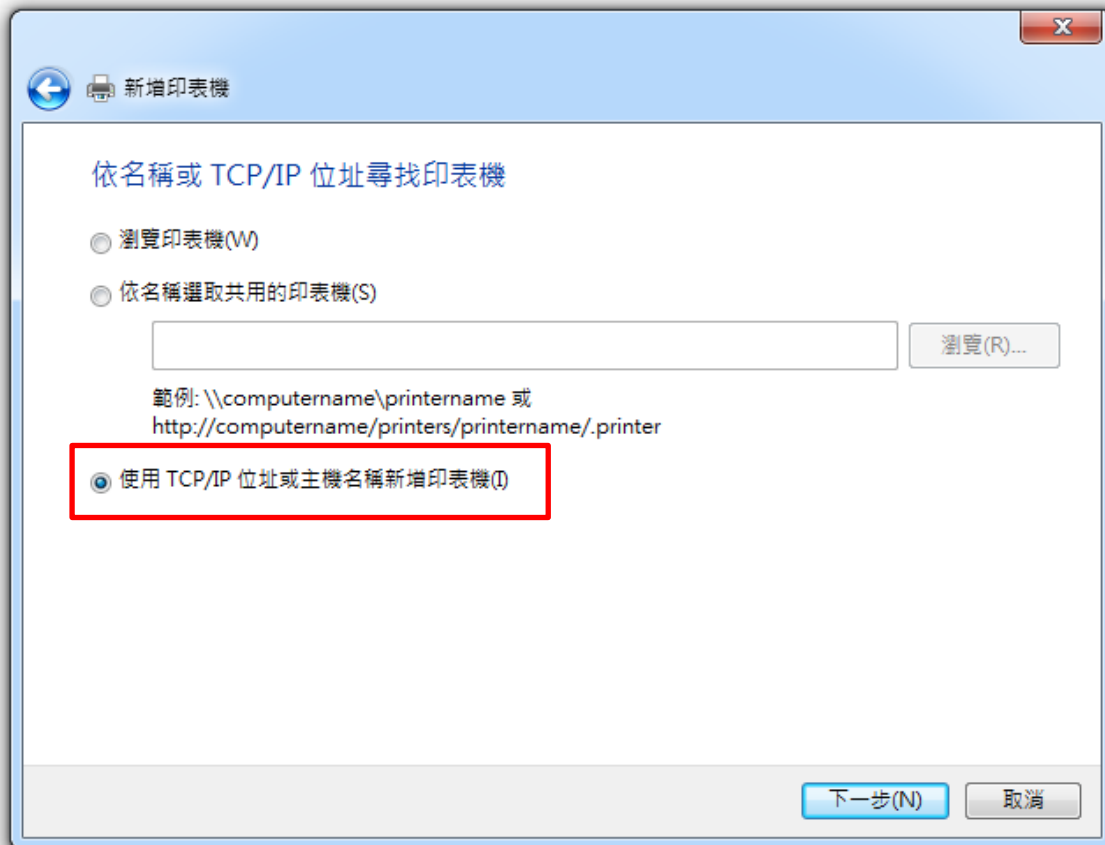 新增印表機
依名稱或 TCP/IP 位址尋找印表機
瀏覽印表機(W)
依名稱選取共用的印表機(S)
瀏覽(R)...
範例: \\computername\printername 或
http://computername/printers/printername/.printer
使用 TCP/IP 位址或主機名稱新增印表機(I)
下一步(N)
取消